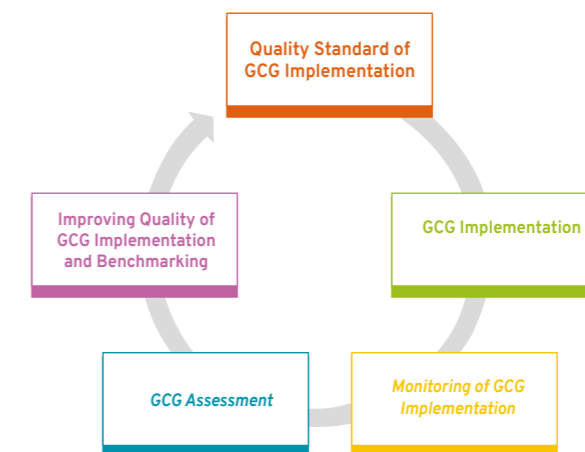 Quality Standard of
GCG Implementation
Improving Quality of
GCG Implementation
and Benchmarking
GCG Implementation
GCG Assessment
Monitoring of GCG
Implementation